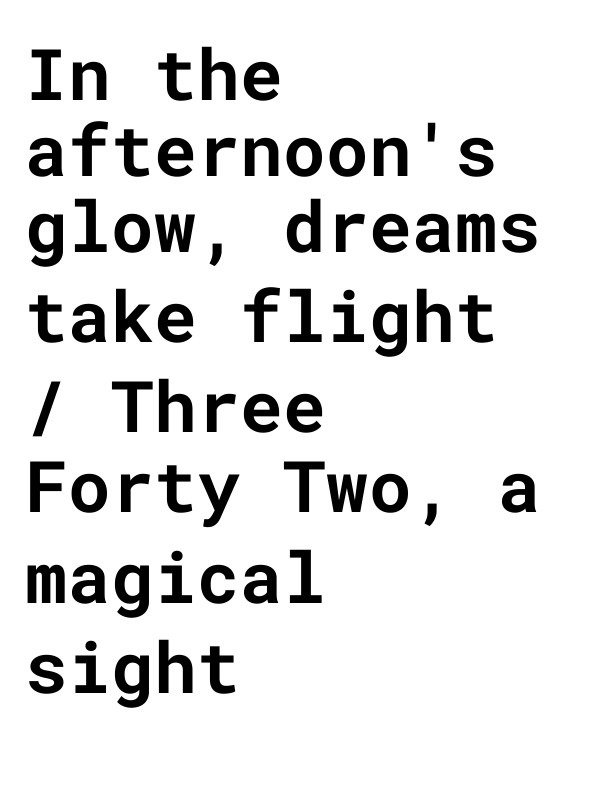 In the
afternoon's
glow, dreams
take flight
/ Three
Forty Two, a
magical
sight